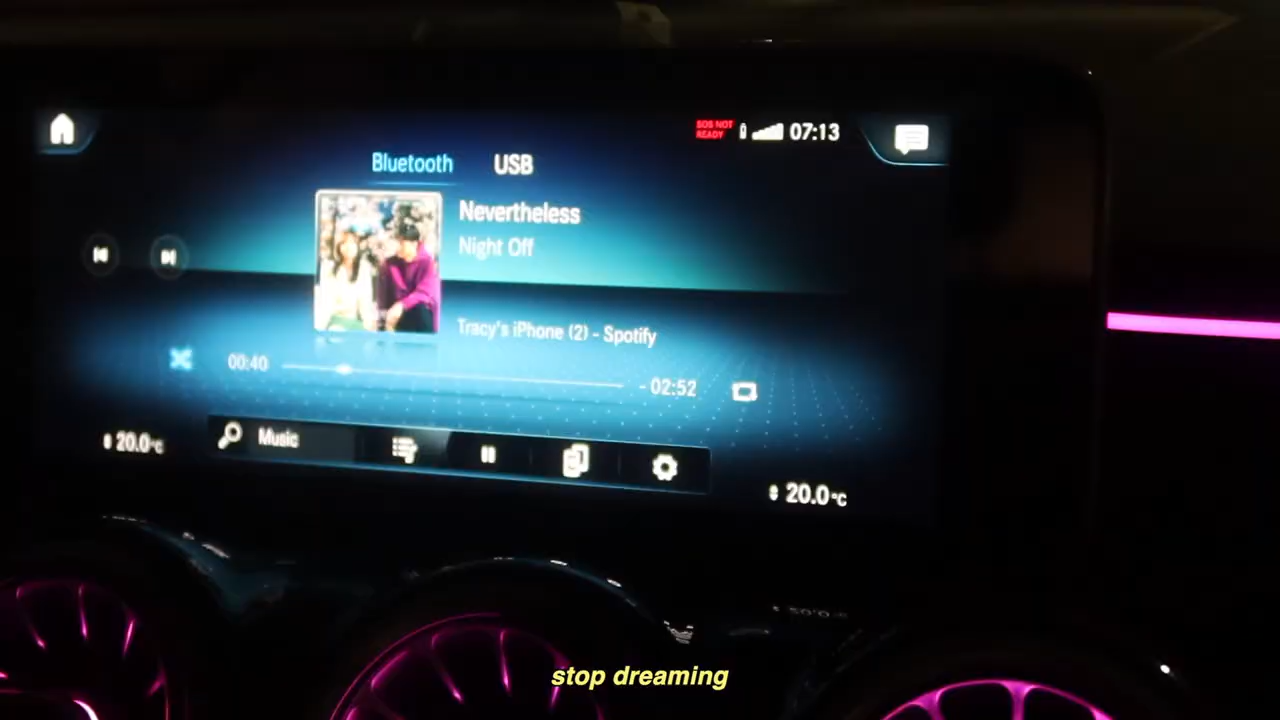 SOS NOT
READY
07:13
Bluetooth USB
Nevertheless
Night Off
Tracy's iPhone (2) - Spotify
00:40
- 02:52
Music
20.0°C
20.0°C
stop dreaming